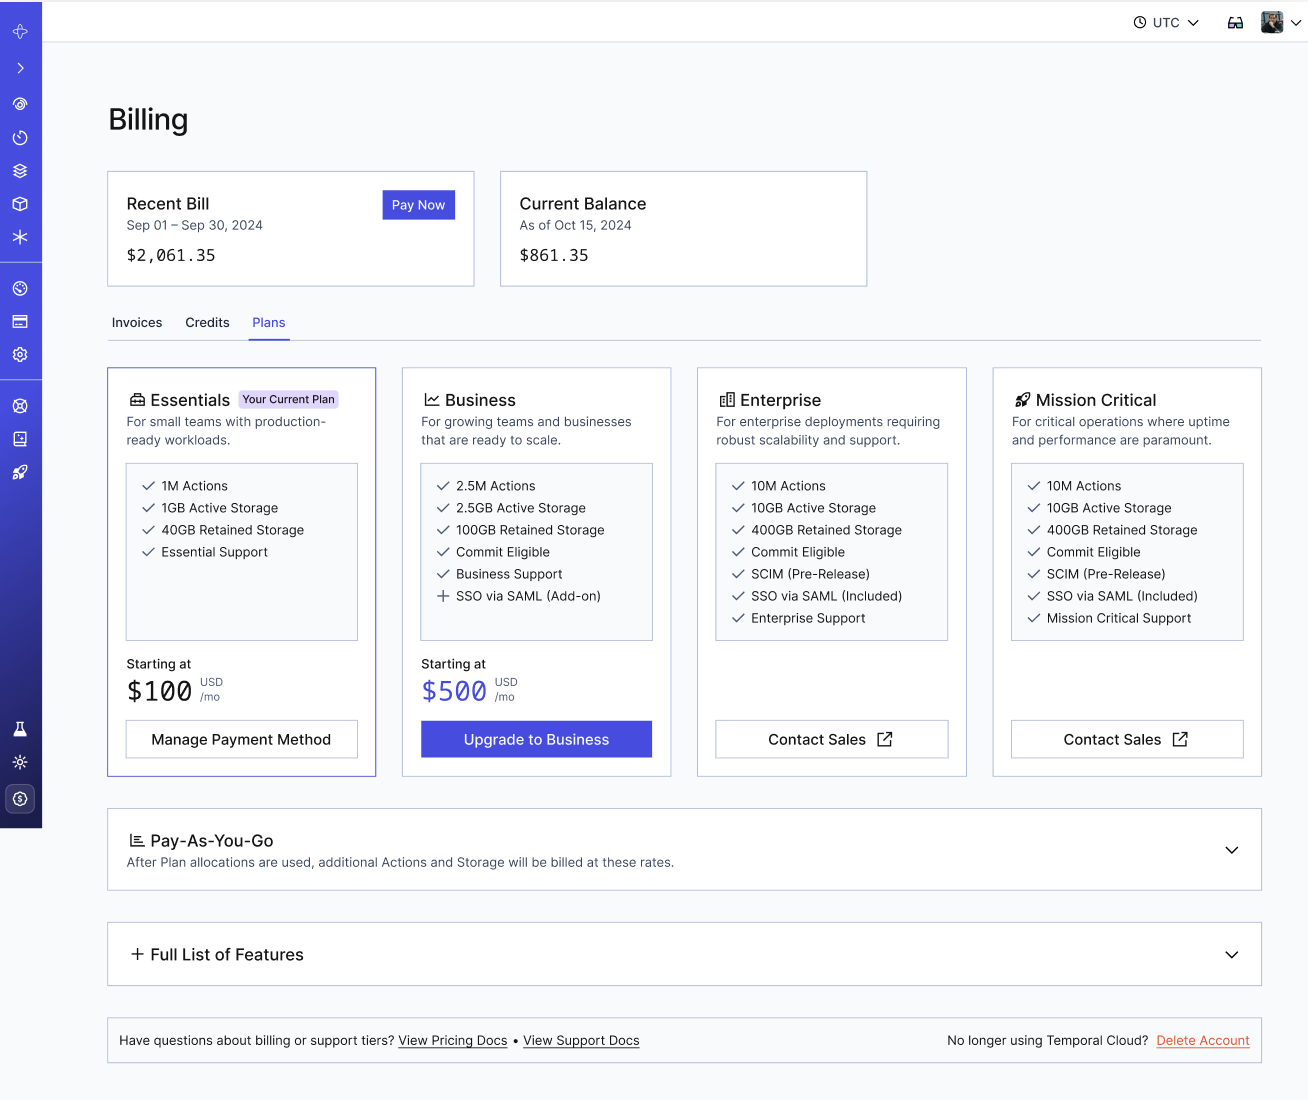 UTC
Billing
Recent Bill
Pay Now
Sep 01 – Sep 30, 2024
$2,061.35
Current Balance
As of Oct 15, 2024
$861.35
Invoices
Credits
Plans
Essentials
Your Current Plan
For small teams with production-
ready workloads.
1M Actions
1GB Active Storage
40GB Retained Storage
Essential Support
Starting at
$100 USD
/mo
Manage Payment Method
Business
For growing teams and businesses
that are ready to scale.
2.5M Actions
2.5GB Active Storage
100GB Retained Storage
Commit Eligible
Business Support
SSO via SAML (Add-on)
Starting at
$500 USD
/mo
Upgrade to Business
Enterprise
For enterprise deployments requiring
robust scalability and support.
10M Actions
10GB Active Storage
400GB Retained Storage
Commit Eligible
SCIM (Pre-Release)
SSO via SAML (Included)
Enterprise Support
Contact Sales
Mission Critical
For critical operations where uptime
and performance are paramount.
10M Actions
10GB Active Storage
400GB Retained Storage
Commit Eligible
SCIM (Pre-Release)
SSO via SAML (Included)
Mission Critical Support
Contact Sales
Pay-As-You-Go
After Plan allocations are used, additional Actions and Storage will be billed at these rates.
Full List of Features
Have questions about billing or support tiers? View Pricing Docs • View Support Docs
No longer using Temporal Cloud? Delete Account